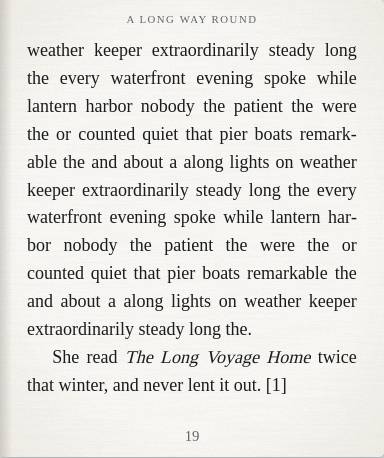 A LONG WAY ROUND
weather keeper extraordinarily steady long
the every waterfront evening spoke while
lantern harbor nobody the patient the were
the or counted quiet that pier boats remark-
able the and about a along lights on weather
keeper extraordinarily steady long the every
waterfront evening spoke while lantern har-
bor nobody the patient the were the or
counted quiet that pier boats remarkable the
and about a along lights on weather keeper
extraordinarily steady long the.
She read The Long Voyage Home twice
that winter, and never lent it out. [1]
19